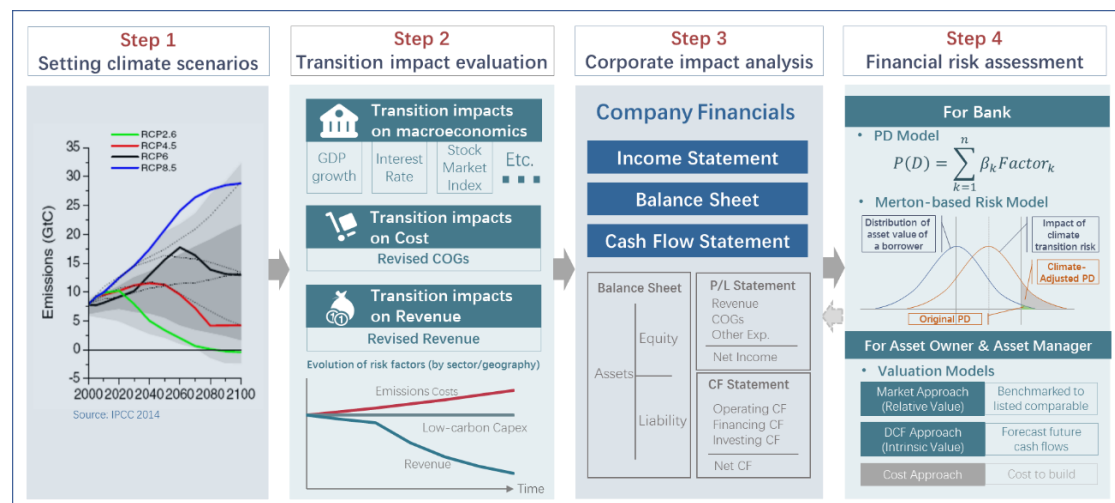 Step 1
Setting climate scenarios
RCP2.6
RCP4.5
RCP6
RCP8.5
Emissions (GtC)
35
30
25
20
15
10
5
0
-5
2000 2020 2040 2060 2080 2100
Source: IPCC 2014
Step 2
Transition impact evaluation
Transition impacts
on macroeconomics
GDP
growth
Interest
Rate
Stock
Market
Index
Etc.
Transition impacts
on Cost
Revised COGs
Transition impacts
on Revenue
Revised Revenue
Evolution of risk factors (by sector/geography)
Emissions Costs
Low-carbon Capex
Revenue
Time
Step 3
Corporate impact analysis
Company Financials
Income Statement
Balance Sheet
Cash Flow Statement
Balance Sheet
Equity
Assets
Liability
P/L Statement
Revenue
COGs
Other Exp.
Net Income
CF Statement
Operating CF
Financing CF
Investing CF
Net CF
Step 4
Financial risk assessment
For Bank
• PD Model
P(D) = ∑ₖ₌₁ⁿ βₖFactorₖ
• Merton-based Risk Model
Distribution of
asset value of
a borrower
Impact of
climate
transition risk
Climate-
Adjusted PD
Original PD
For Asset Owner & Asset Manager
• Valuation Models
Market Approach
(Relative Value)
Benchmarked to
listed comparable
DCF Approach
(Intrinsic Value)
Forecast future
cash flows
Cost Approach
Cost to build